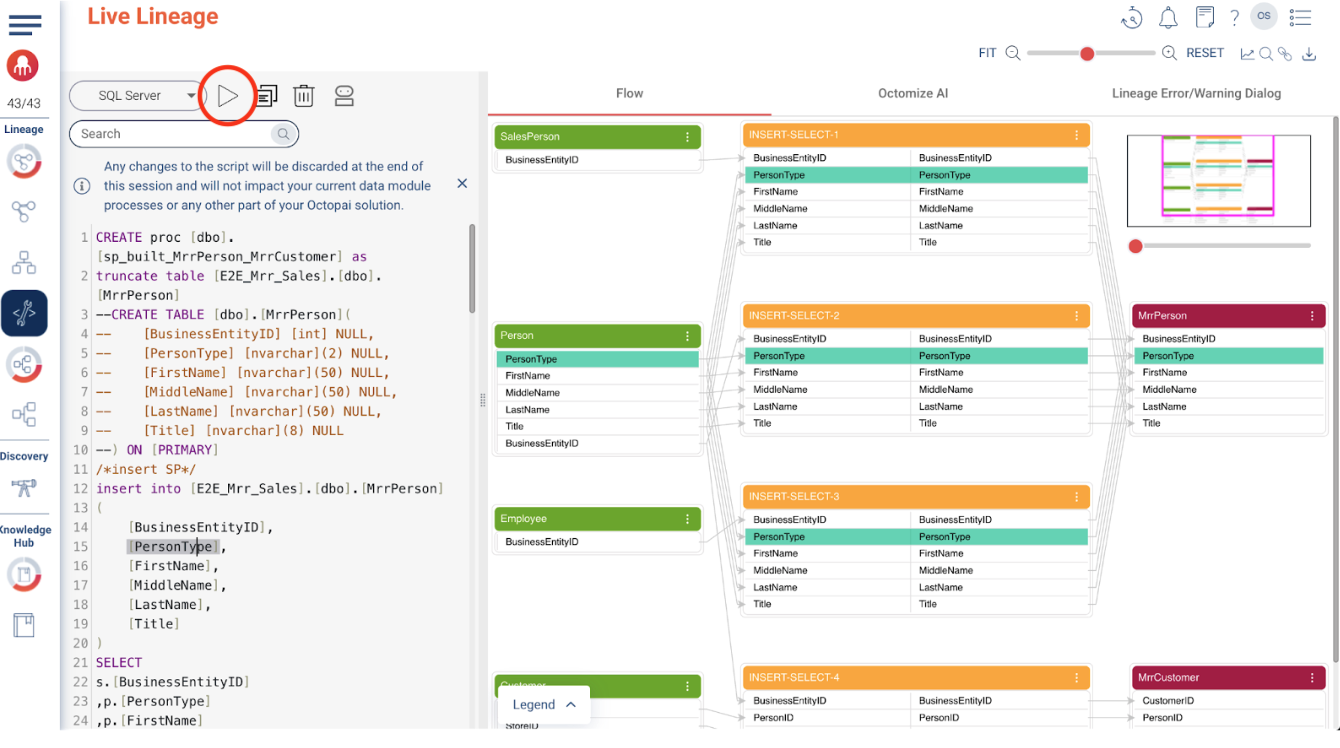 Live Lineage
?
OS
FIT
RESET
43/43
Lineage
Discovery
Knowledge
Hub
SQL Server
Search
Any changes to the script will be discarded at the end of
this session and will not impact your current data module
processes or any other part of your Octopai solution.
1 CREATE proc [dbo].
[sp_built_MrrPerson_MrrCustomer] as
2 truncate table [E2E_Mrr_Sales].[dbo].
[MrrPerson]
3 --CREATE TABLE [dbo].[MrrPerson](
4 -- [BusinessEntityID] [int] NULL,
5 -- [PersonType] [nvarchar](2) NULL,
6 -- [FirstName] [nvarchar](50) NULL,
7 -- [MiddleName] [nvarchar](50) NULL,
8 -- [LastName] [nvarchar](50) NULL,
9 -- [Title] [nvarchar](8) NULL
10 --) ON [PRIMARY]
11 /*insert SP*/
12 insert into [E2E_Mrr_Sales].[dbo].[MrrPerson]
13 (
14 [BusinessEntityID],
15 [PersonType],
16 [FirstName],
17 [MiddleName],
18 [LastName],
19 [Title]
20 )
21 SELECT
22 s.[BusinessEntityID]
23 ,p.[PersonType]
24 ,p.[FirstName]
Flow
Octomize AI
Lineage Error/Warning Dialog
SalesPerson
BusinessEntityID
Person
PersonType
FirstName
MiddleName
LastName
Title
BusinessEntityID
Employee
BusinessEntityID
Customer
StoreID
Legend
INSERT-SELECT-1
BusinessEntityID BusinessEntityID
PersonType PersonType
FirstName FirstName
MiddleName MiddleName
LastName LastName
Title Title
INSERT-SELECT-2
BusinessEntityID BusinessEntityID
PersonType PersonType
FirstName FirstName
MiddleName MiddleName
LastName LastName
Title Title
INSERT-SELECT-3
BusinessEntityID BusinessEntityID
PersonType PersonType
FirstName FirstName
MiddleName MiddleName
LastName LastName
Title Title
INSERT-SELECT-4
BusinessEntityID BusinessEntityID
PersonID PersonID
MrrPerson
BusinessEntityID
PersonType
FirstName
MiddleName
LastName
Title
MrrCustomer
CustomerID
PersonID